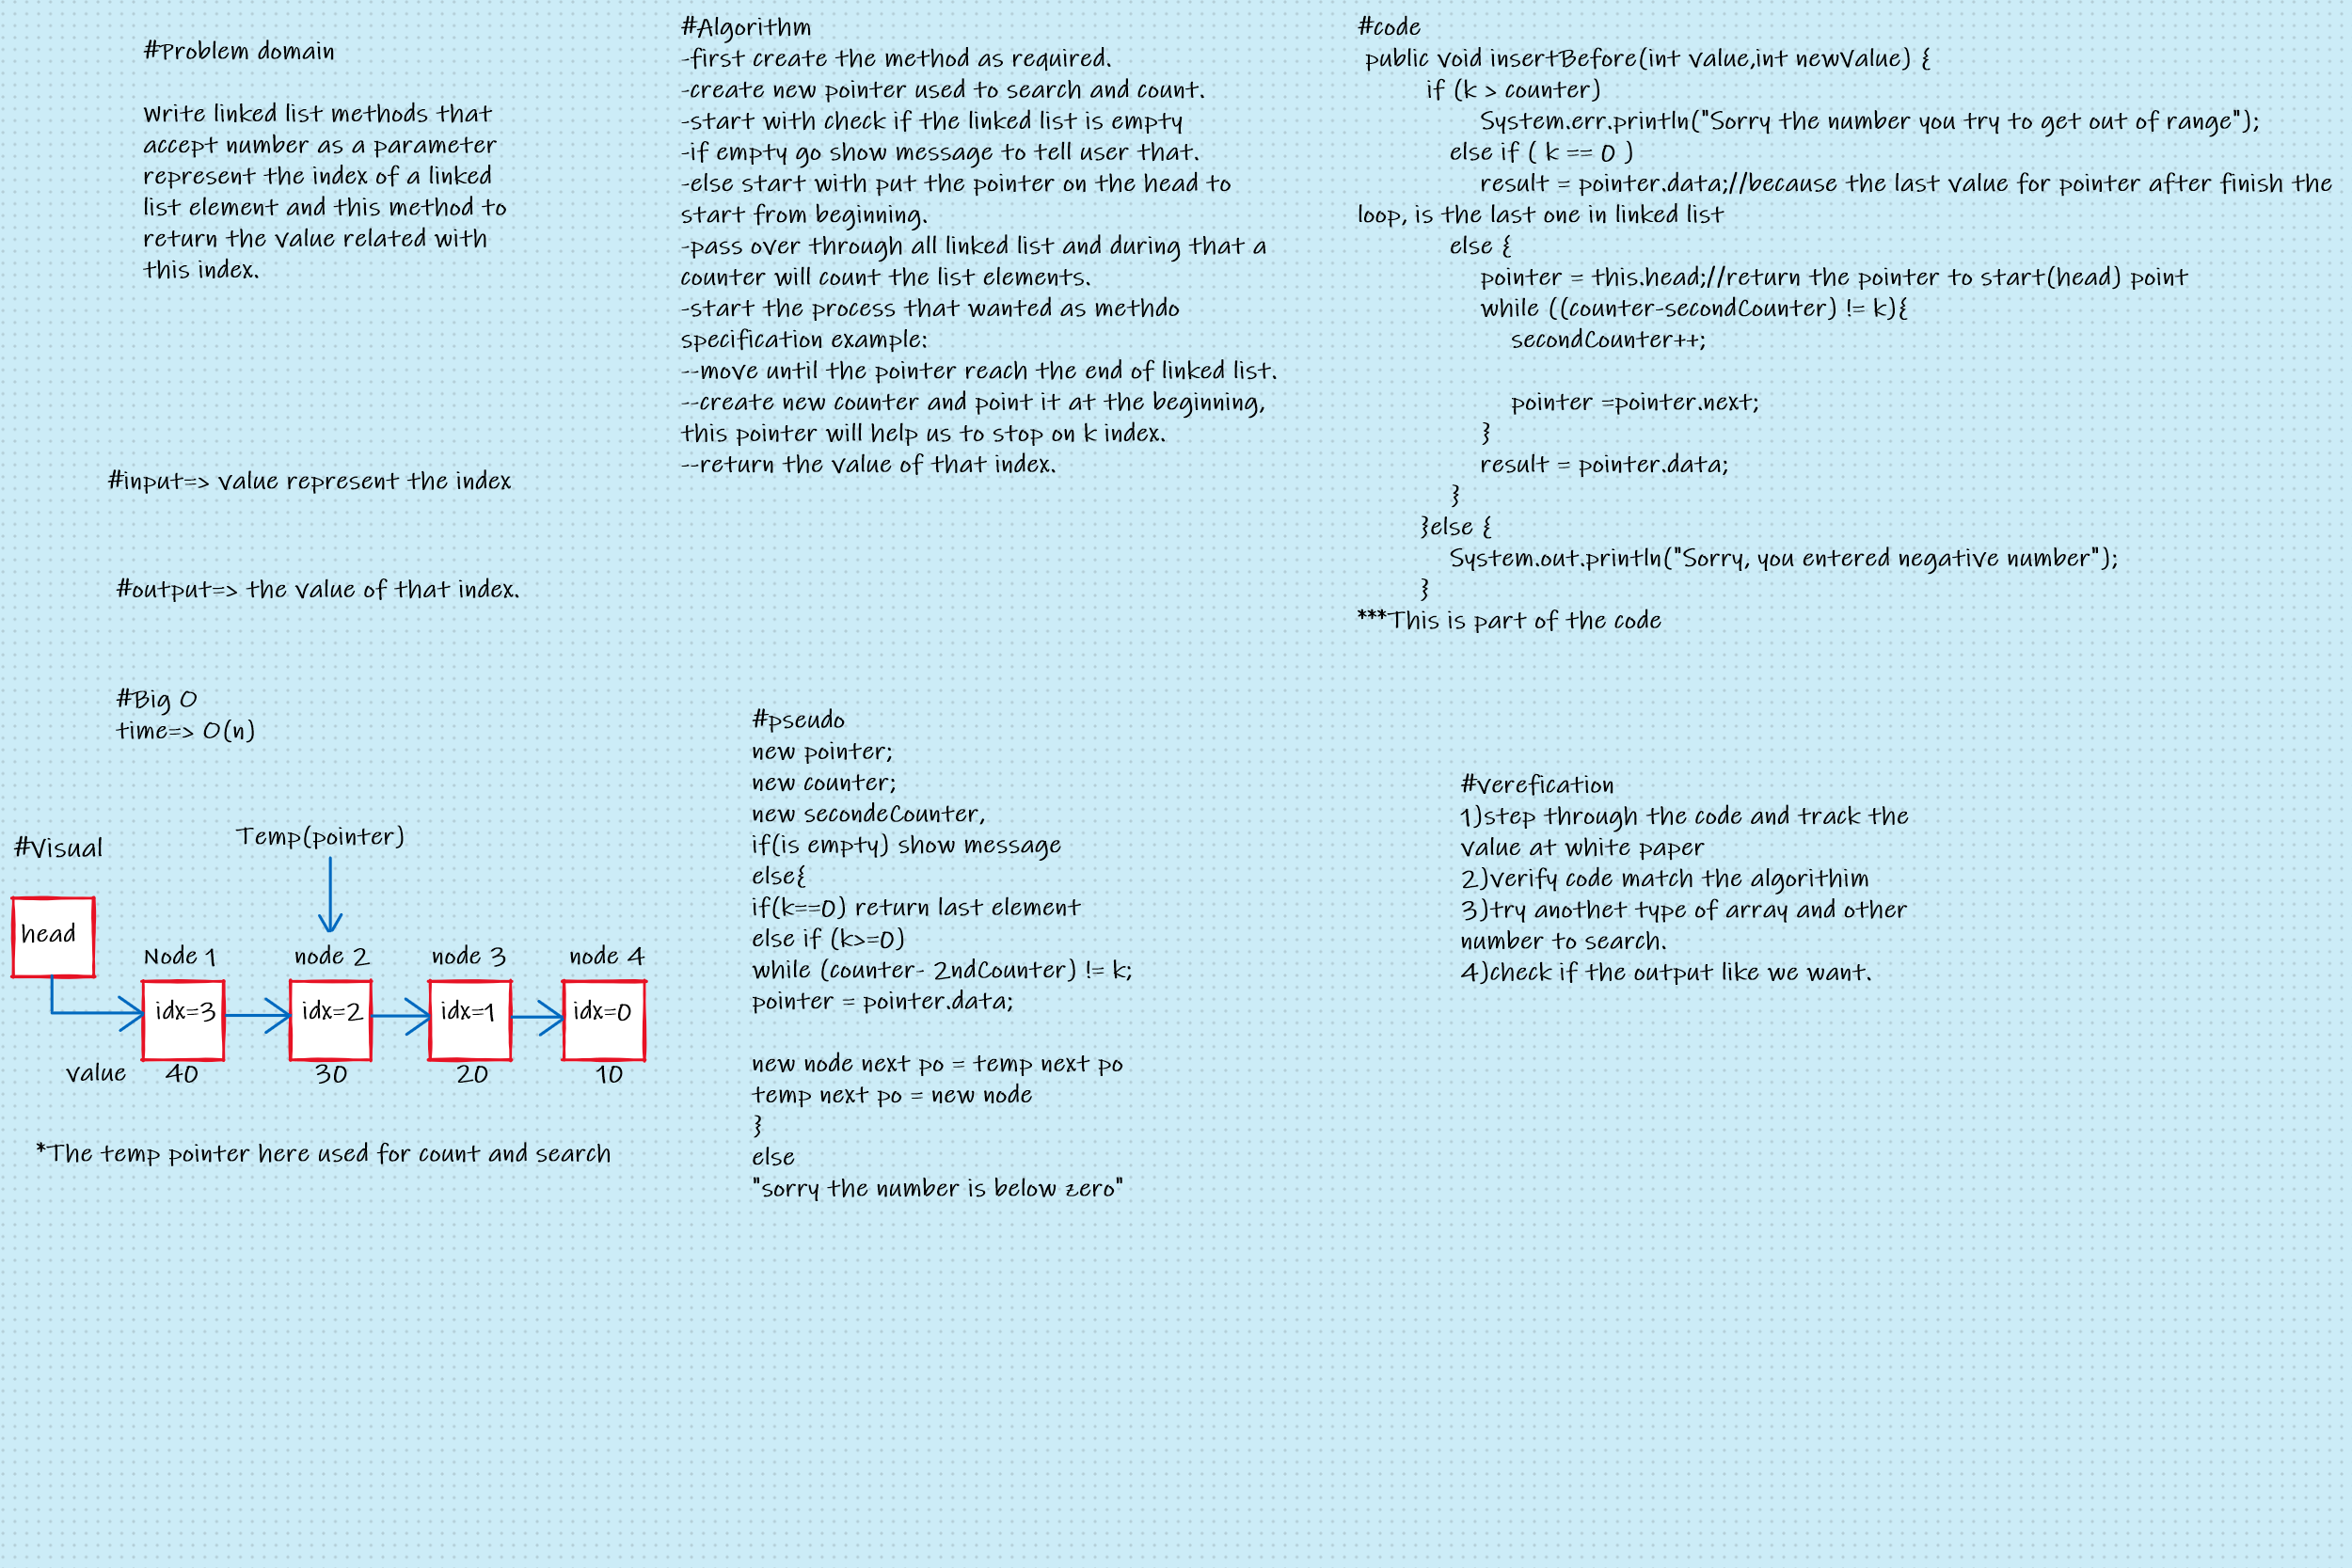 #Problem domain
Write linked list methods that
accept number as a parameter
represent the index of a linked
list element and this method to
return the value related with
this index.
#input=> value represent the index
#output=> the value of that index.
#Big O
time=> O(n)
#Visual
Temp(pointer)
head
Node 1
node 2
node 3
node 4
idx=3
idx=2
idx=1
idx=0
value
40
30
20
10
*The temp pointer here used for count and search
#Algorithm
-first create the method as required.
-create new pointer used to search and count.
-start with check if the linked list is empty
-if empty go show message to tell user that.
-else start with put the pointer on the head to
start from beginning.
-pass over through all linked list and during that a
counter will count the list elements.
-start the process that wanted as methdo
specification example:
--move until the pointer reach the end of linked list.
--create new counter and point it at the beginning,
this pointer will help us to stop on k index.
--return the value of that index.
#pseudo
new pointer;
new counter;
new secondeCounter,
if(is empty) show message
else{
if(k==0) return last element
else if (k>=0)
while (counter- 2ndCounter) != k;
pointer = pointer.data;
new node next po = temp next po
temp next po = new node
}
else
"sorry the number is below zero"
#code
public void insertBefore(int value,int newValue) {
if (k > counter)
System.err.println("Sorry the number you try to get out of range");
else if ( k == 0 )
result = pointer.data;//because the last value for pointer after finish the
loop, is the last one in linked list
else {
pointer = this.head;//return the pointer to start(head) point
while ((counter-secondCounter) != k){
secondCounter++;
pointer =pointer.next;
}
result = pointer.data;
}
}else {
System.out.println("Sorry, you entered negative number");
}
***This is part of the code
#verefication
1)step through the code and track the
value at white paper
2)verify code match the algorithim
3)try anothet type of array and other
number to search.
4)check if the output like we want.